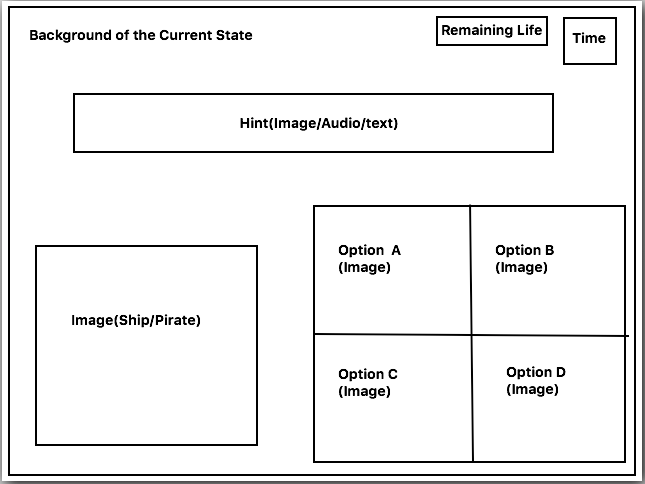 Background of the Current State
Remaining Life
Time
Hint(Image/Audio/text)
Image(Ship/Pirate)
Option  A
(Image)
Option B
(Image)
Option C
(Image)
Option D
(Image)